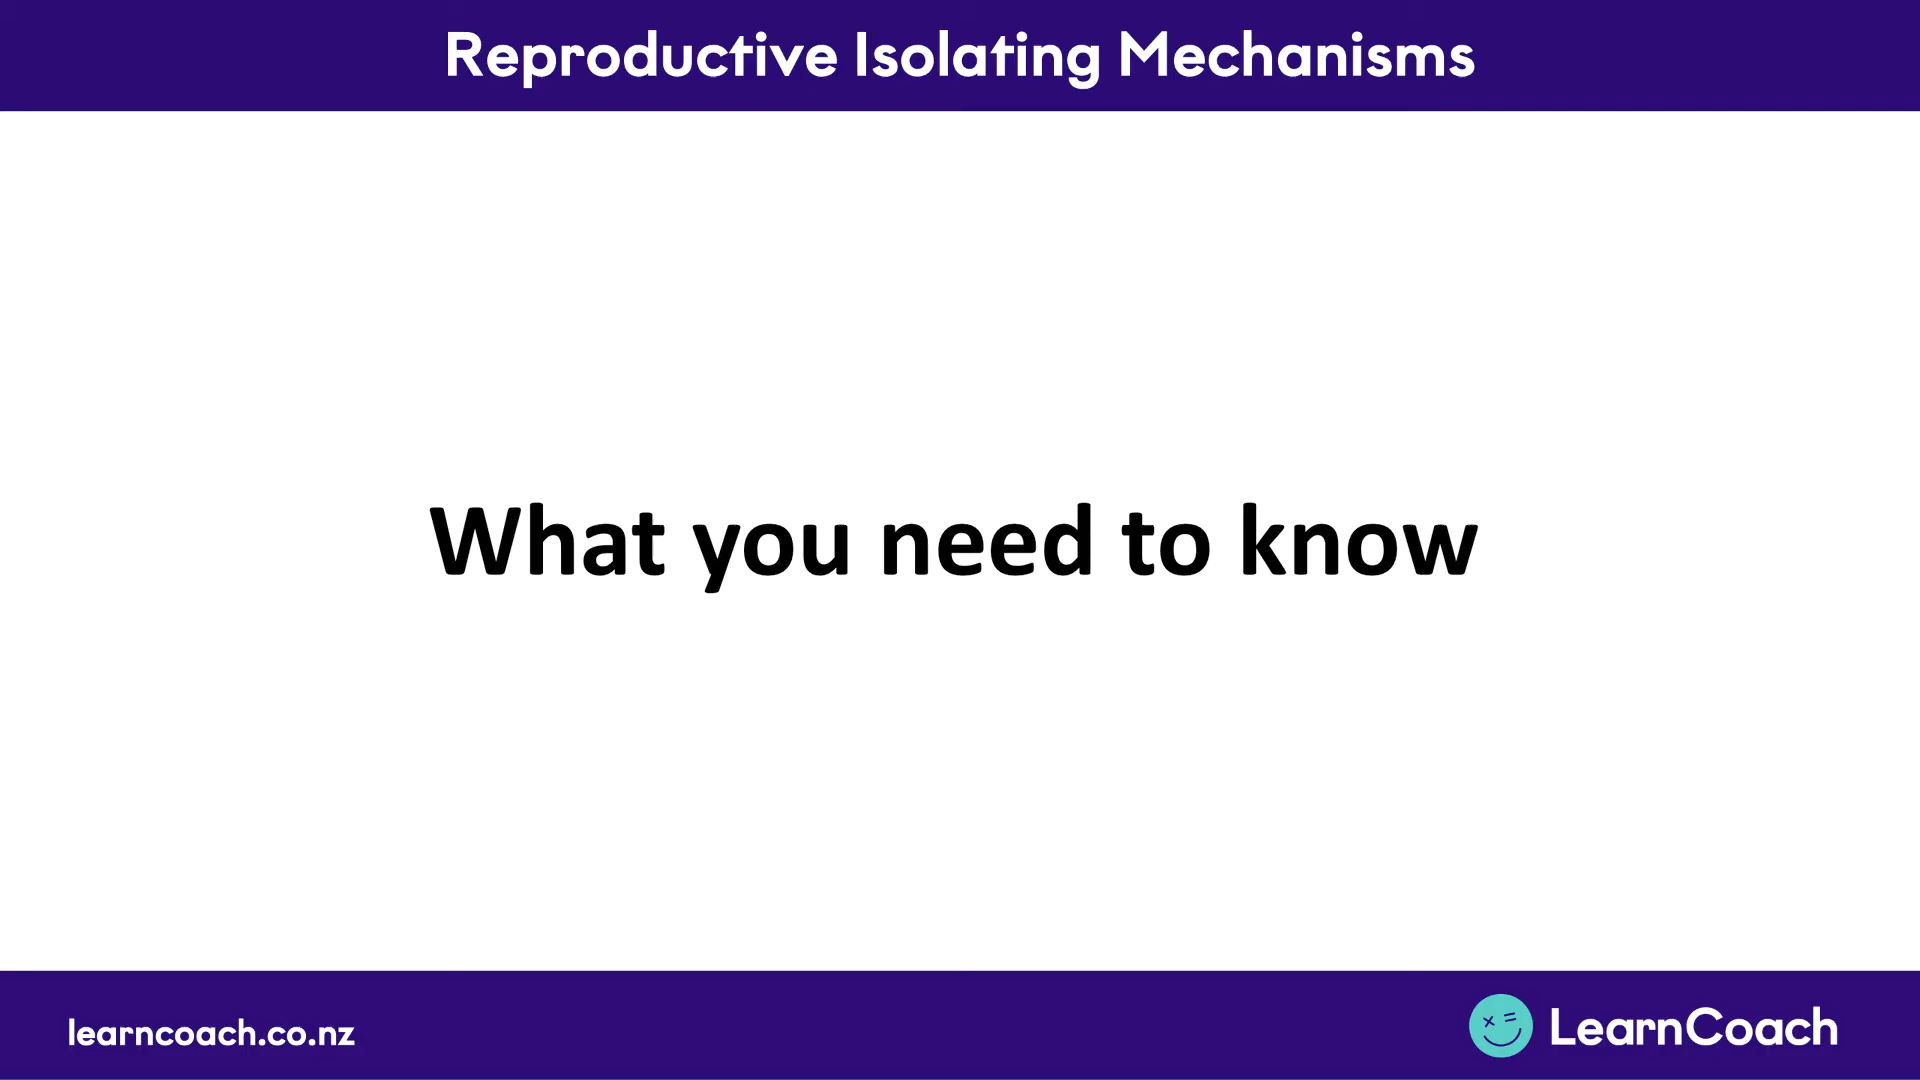 Reproductive Isolating Mechanisms
What you need to know
learncoach.co.nz
LearnCoach